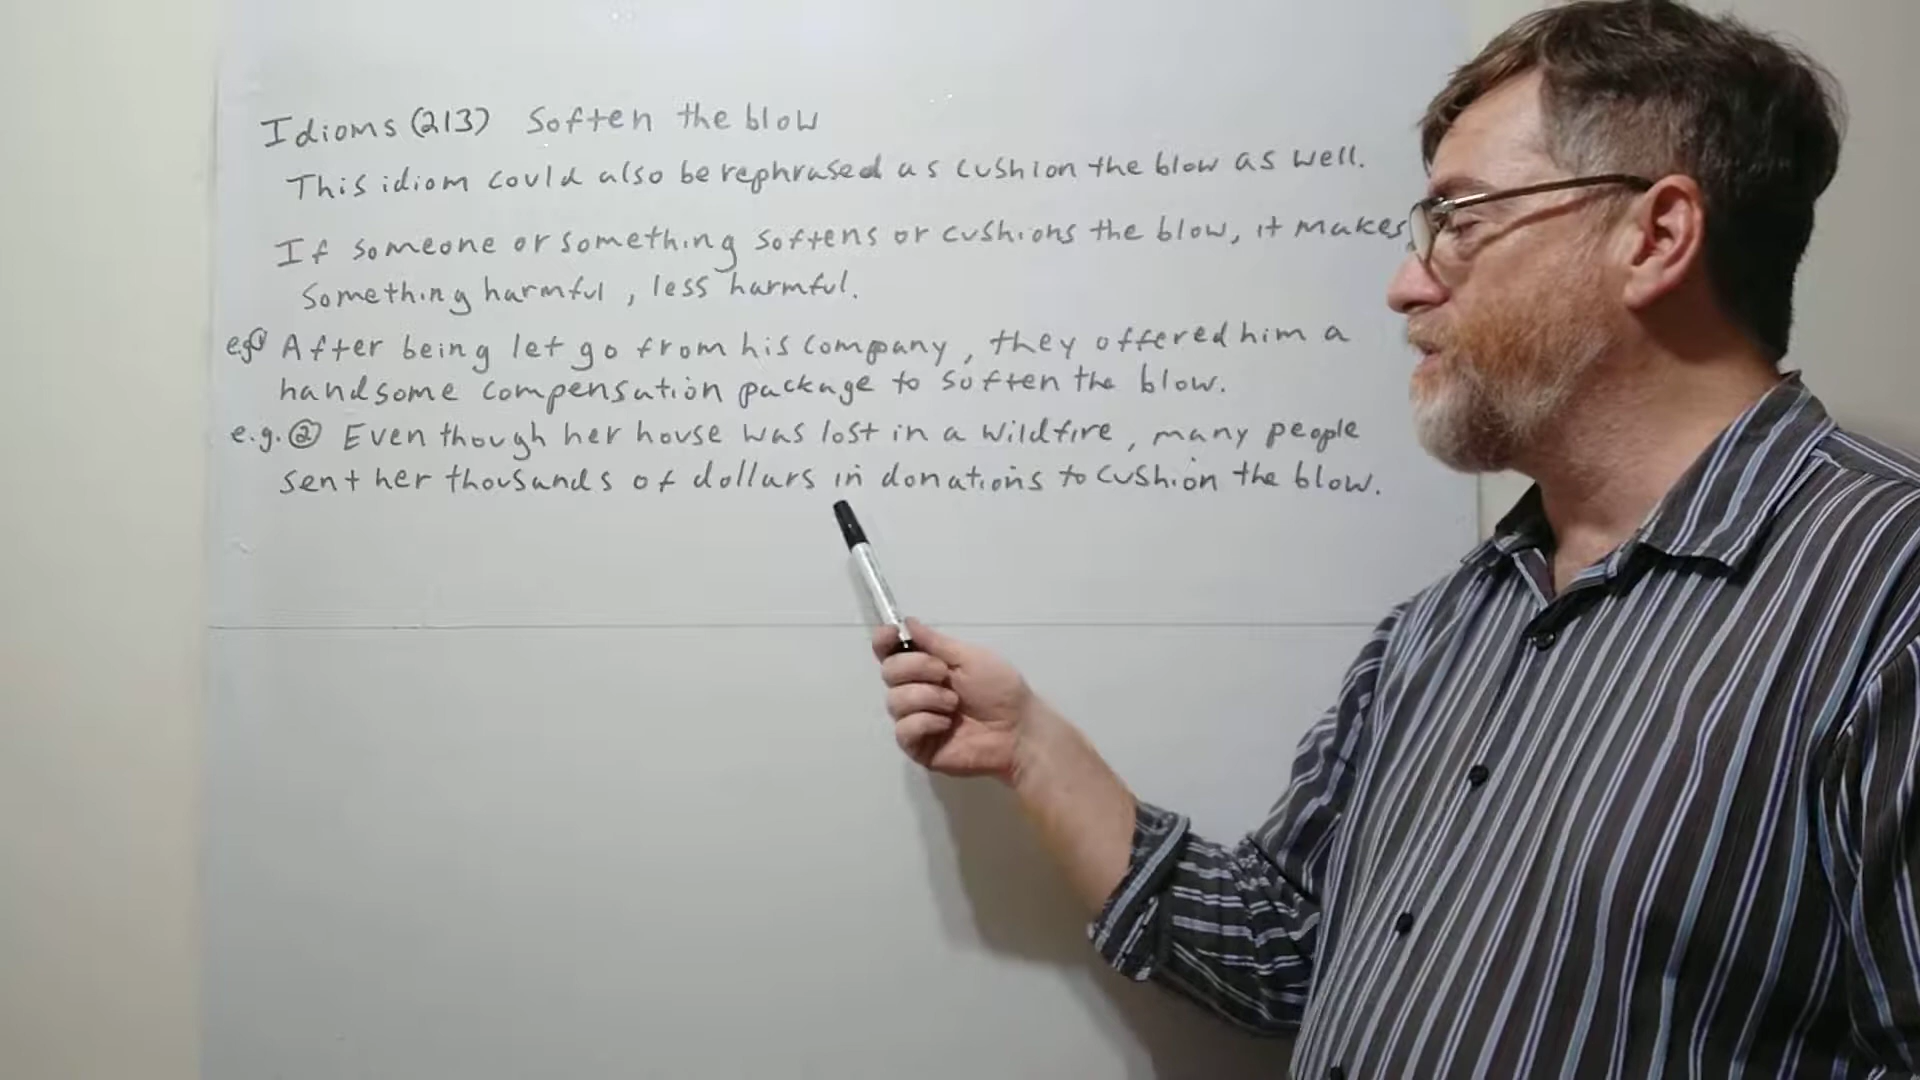 Idioms (213) Soften the blow
This idiom could also be rephrased as cushion the blow as well.
If someone or something softens or cushions the blow, it makes
something harmful, less harmful.
e.g.① After being let go from his company, they offered him a
handsome compensation package to soften the blow.
e.g.② Even though her house was lost in a wildfire, many people
sent her thousands of dollars in donations to cushion the blow.